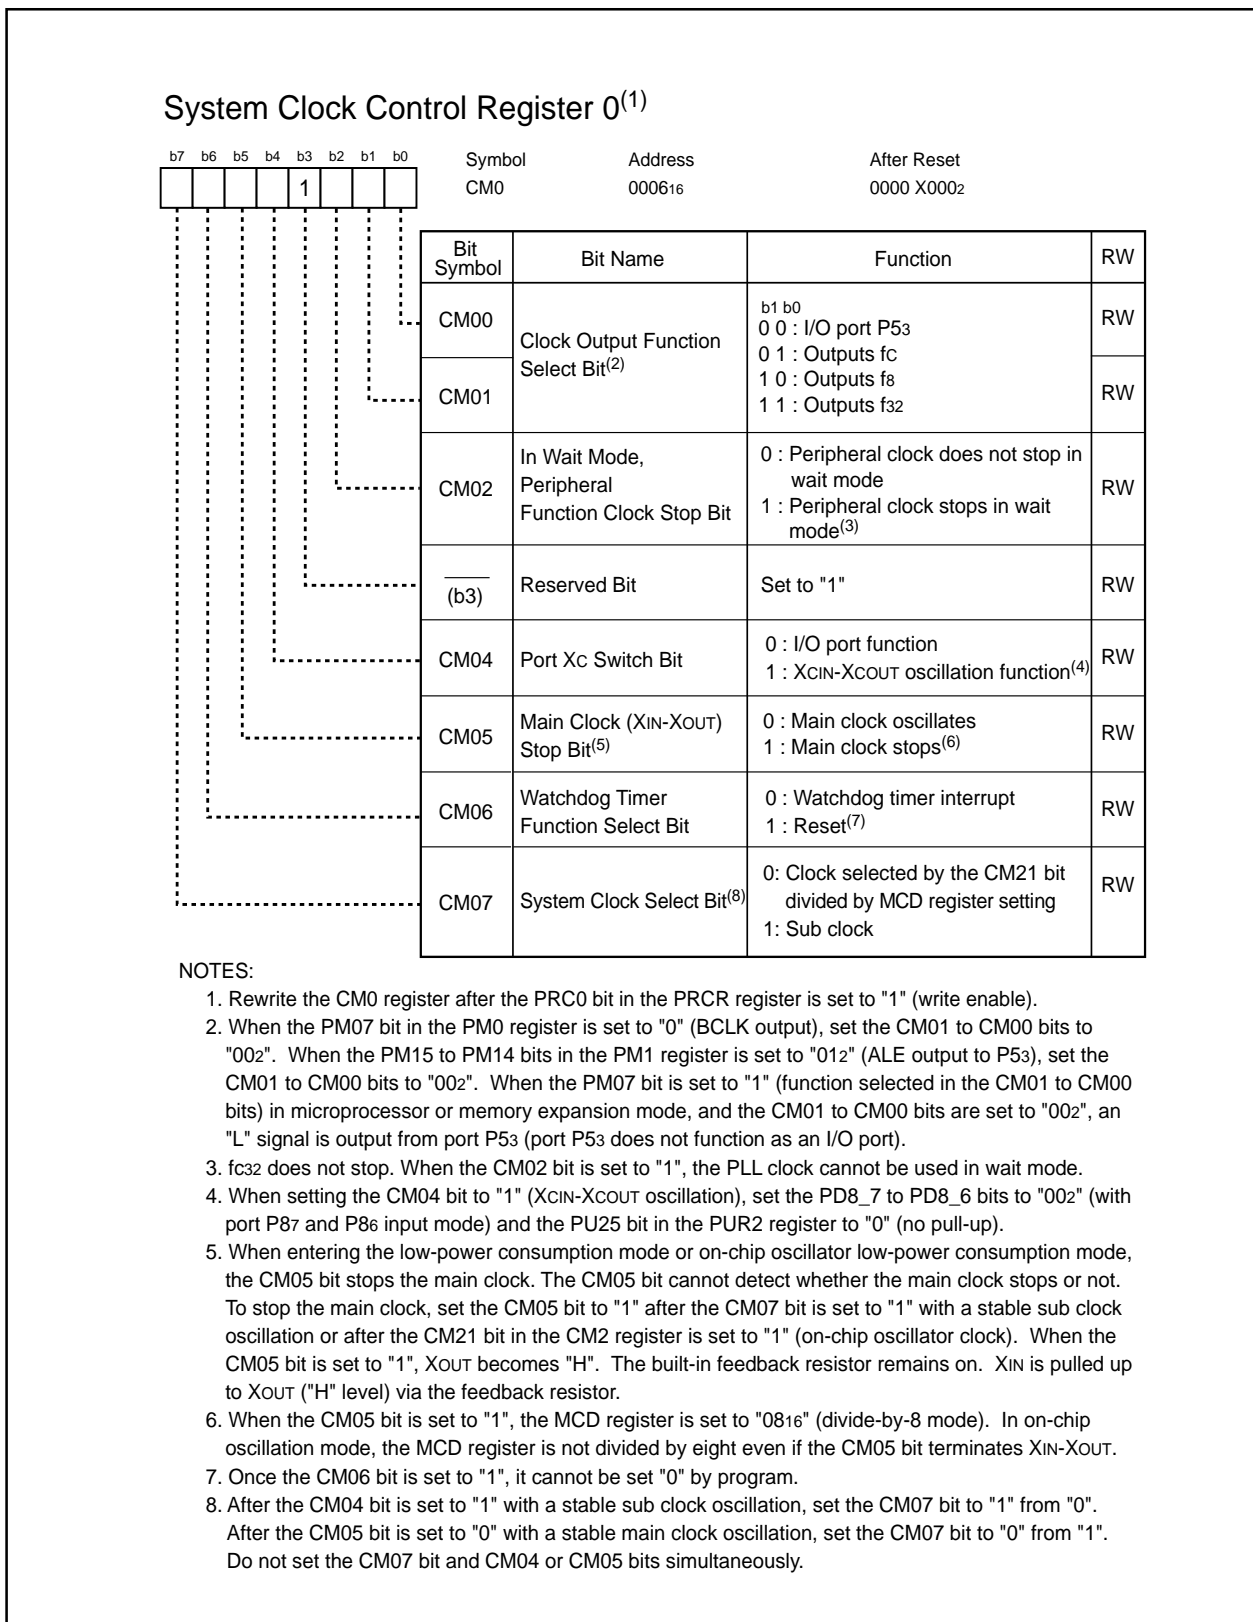 System Clock Control Register 0(1)
b7 b6 b5 b4 b3 b2 b1 b0
Symbol Address After Reset
1
CM0 000616 0000 X0002
Bit Symbol Bit Name Function RW
CM00
CM01
Clock Output Function
Select Bit(2)
b1 b0
0 0 : I/O port P53
0 1 : Outputs fC
1 0 : Outputs f8
1 1 : Outputs f32
RW
RW
CM02
In Wait Mode,
Peripheral
Function Clock Stop Bit
0 : Peripheral clock does not stop in
wait mode
1 : Peripheral clock stops in wait
mode(3)
RW
(b3)
Reserved Bit
Set to "1"
RW
CM04
Port XC Switch Bit
0 : I/O port function
1 : XCIN-XCOUT oscillation function(4)
RW
CM05
Main Clock (XIN-XOUT)
Stop Bit(5)
0 : Main clock oscillates
1 : Main clock stops(6)
RW
CM06
Watchdog Timer
Function Select Bit
0 : Watchdog timer interrupt
1 : Reset(7)
RW
CM07
System Clock Select Bit(8)
0: Clock selected by the CM21 bit
divided by MCD register setting
1: Sub clock
RW
NOTES:
1. Rewrite the CM0 register after the PRC0 bit in the PRCR register is set to "1" (write enable).
2. When the PM07 bit in the PM0 register is set to "0" (BCLK output), set the CM01 to CM00 bits to
"002". When the PM15 to PM14 bits in the PM1 register is set to "012" (ALE output to P53), set the
CM01 to CM00 bits to "002". When the PM07 bit is set to "1" (function selected in the CM01 to CM00
bits) in microprocessor or memory expansion mode, and the CM01 to CM00 bits are set to "002", an
"L" signal is output from port P53 (port P53 does not function as an I/O port).
3. fC32 does not stop. When the CM02 bit is set to "1", the PLL clock cannot be used in wait mode.
4. When setting the CM04 bit to "1" (XCIN-XCOUT oscillation), set the PD8_7 to PD8_6 bits to "002" (with
port P87 and P86 input mode) and the PU25 bit in the PUR2 register to "0" (no pull-up).
5. When entering the low-power consumption mode or on-chip oscillator low-power consumption mode,
the CM05 bit stops the main clock. The CM05 bit cannot detect whether the main clock stops or not.
To stop the main clock, set the CM05 bit to "1" after the CM07 bit is set to "1" with a stable sub clock
oscillation or after the CM21 bit in the CM2 register is set to "1" (on-chip oscillator clock). When the
CM05 bit is set to "1", XOUT becomes "H". The built-in feedback resistor remains on. XIN is pulled up
to XOUT ("H" level) via the feedback resistor.
6. When the CM05 bit is set to "1", the MCD register is set to "0816" (divide-by-8 mode). In on-chip
oscillation mode, the MCD register is not divided by eight even if the CM05 bit terminates XIN-XOUT.
7. Once the CM06 bit is set to "1", it cannot be set "0" by program.
8. After the CM04 bit is set to "1" with a stable sub clock oscillation, set the CM07 bit to "1" from "0".
After the CM05 bit is set to "0" with a stable main clock oscillation, set the CM07 bit to "0" from "1".
Do not set the CM07 bit and CM04 or CM05 bits simultaneously.